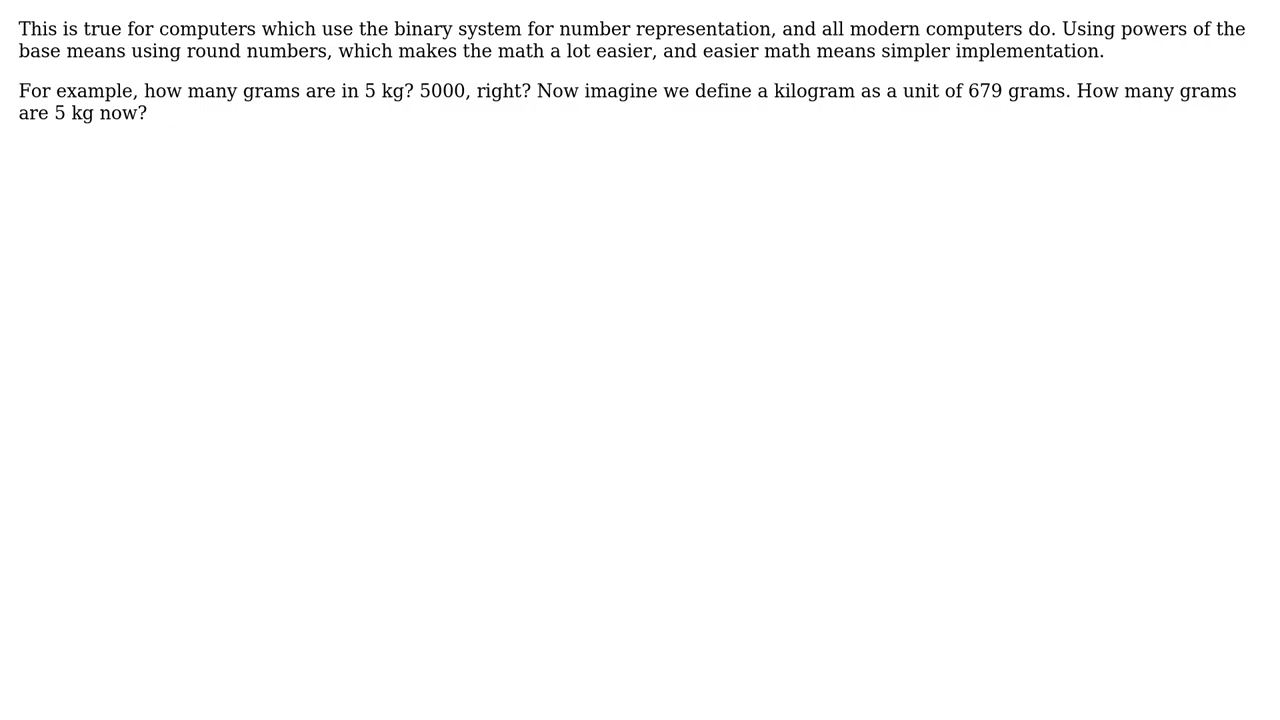 This is true for computers which use the binary system for number representation, and all modern computers do. Using powers of the
base means using round numbers, which makes the math a lot easier, and easier math means simpler implementation.
For example, how many grams are in 5 kg? 5000, right? Now imagine we define a kilogram as a unit of 679 grams. How many grams
are 5 kg now?